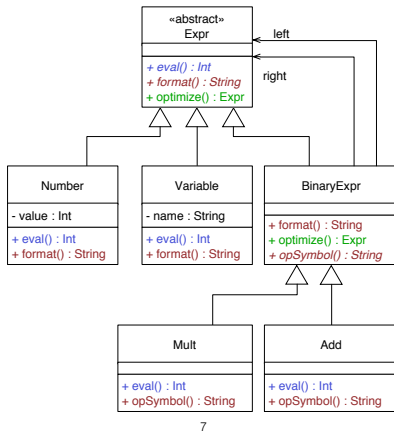 «abstract»
Expr
+ eval() : Int
+ format() : String
+ optimize() : Expr
left
right
Number
- value : Int
+ eval() : Int
+ format() : String
Variable
- name : String
+ eval() : Int
+ format() : String
BinaryExpr
+ format() : String
+ optimize() : Expr
+ opSymbol() : String
Mult
+ eval() : Int
+ opSymbol() : String
Add
+ eval() : Int
+ opSymbol() : String
7